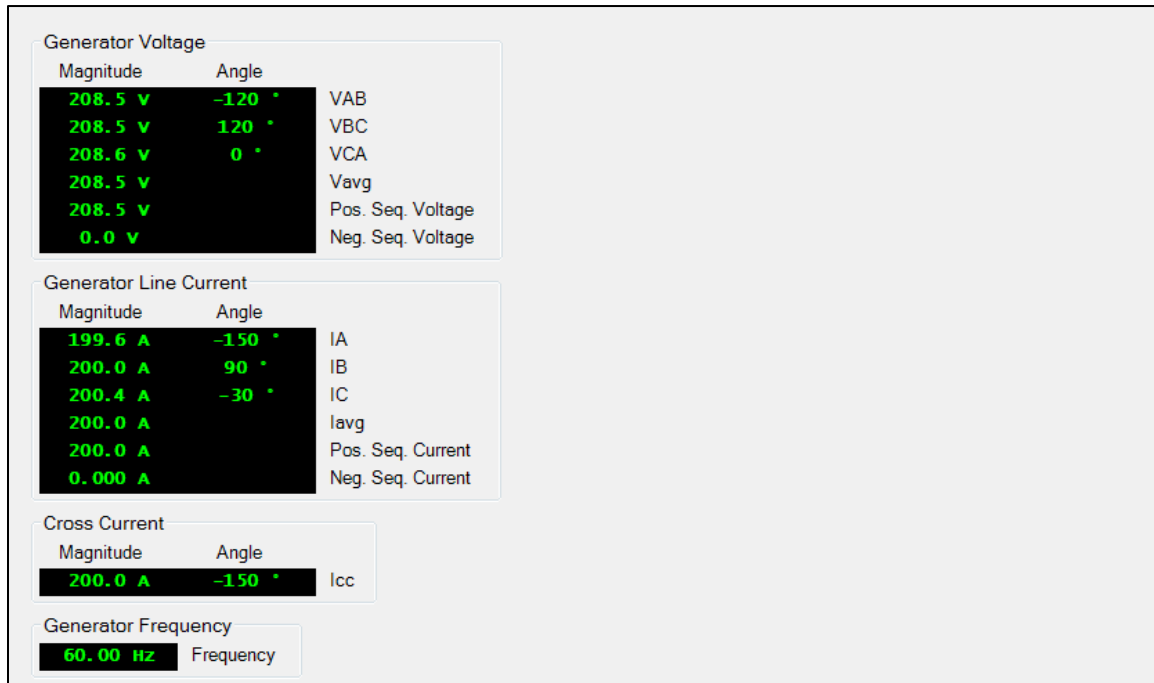 Generator Voltage
Magnitude Angle
208.5 V -120 ° VAB
208.5 V 120 ° VBC
208.6 V 0 ° VCA
208.5 V Vavg
208.5 V Pos. Seq. Voltage
0.0 V Neg. Seq. Voltage
Generator Line Current
Magnitude Angle
199.6 A -150 ° IA
200.0 A 90 ° IB
200.4 A -30 ° IC
200.0 A Iavg
200.0 A Pos. Seq. Current
0.000 A Neg. Seq. Current
Cross Current
Magnitude Angle
200.0 A -150 ° Icc
Generator Frequency
60.00 Hz Frequency